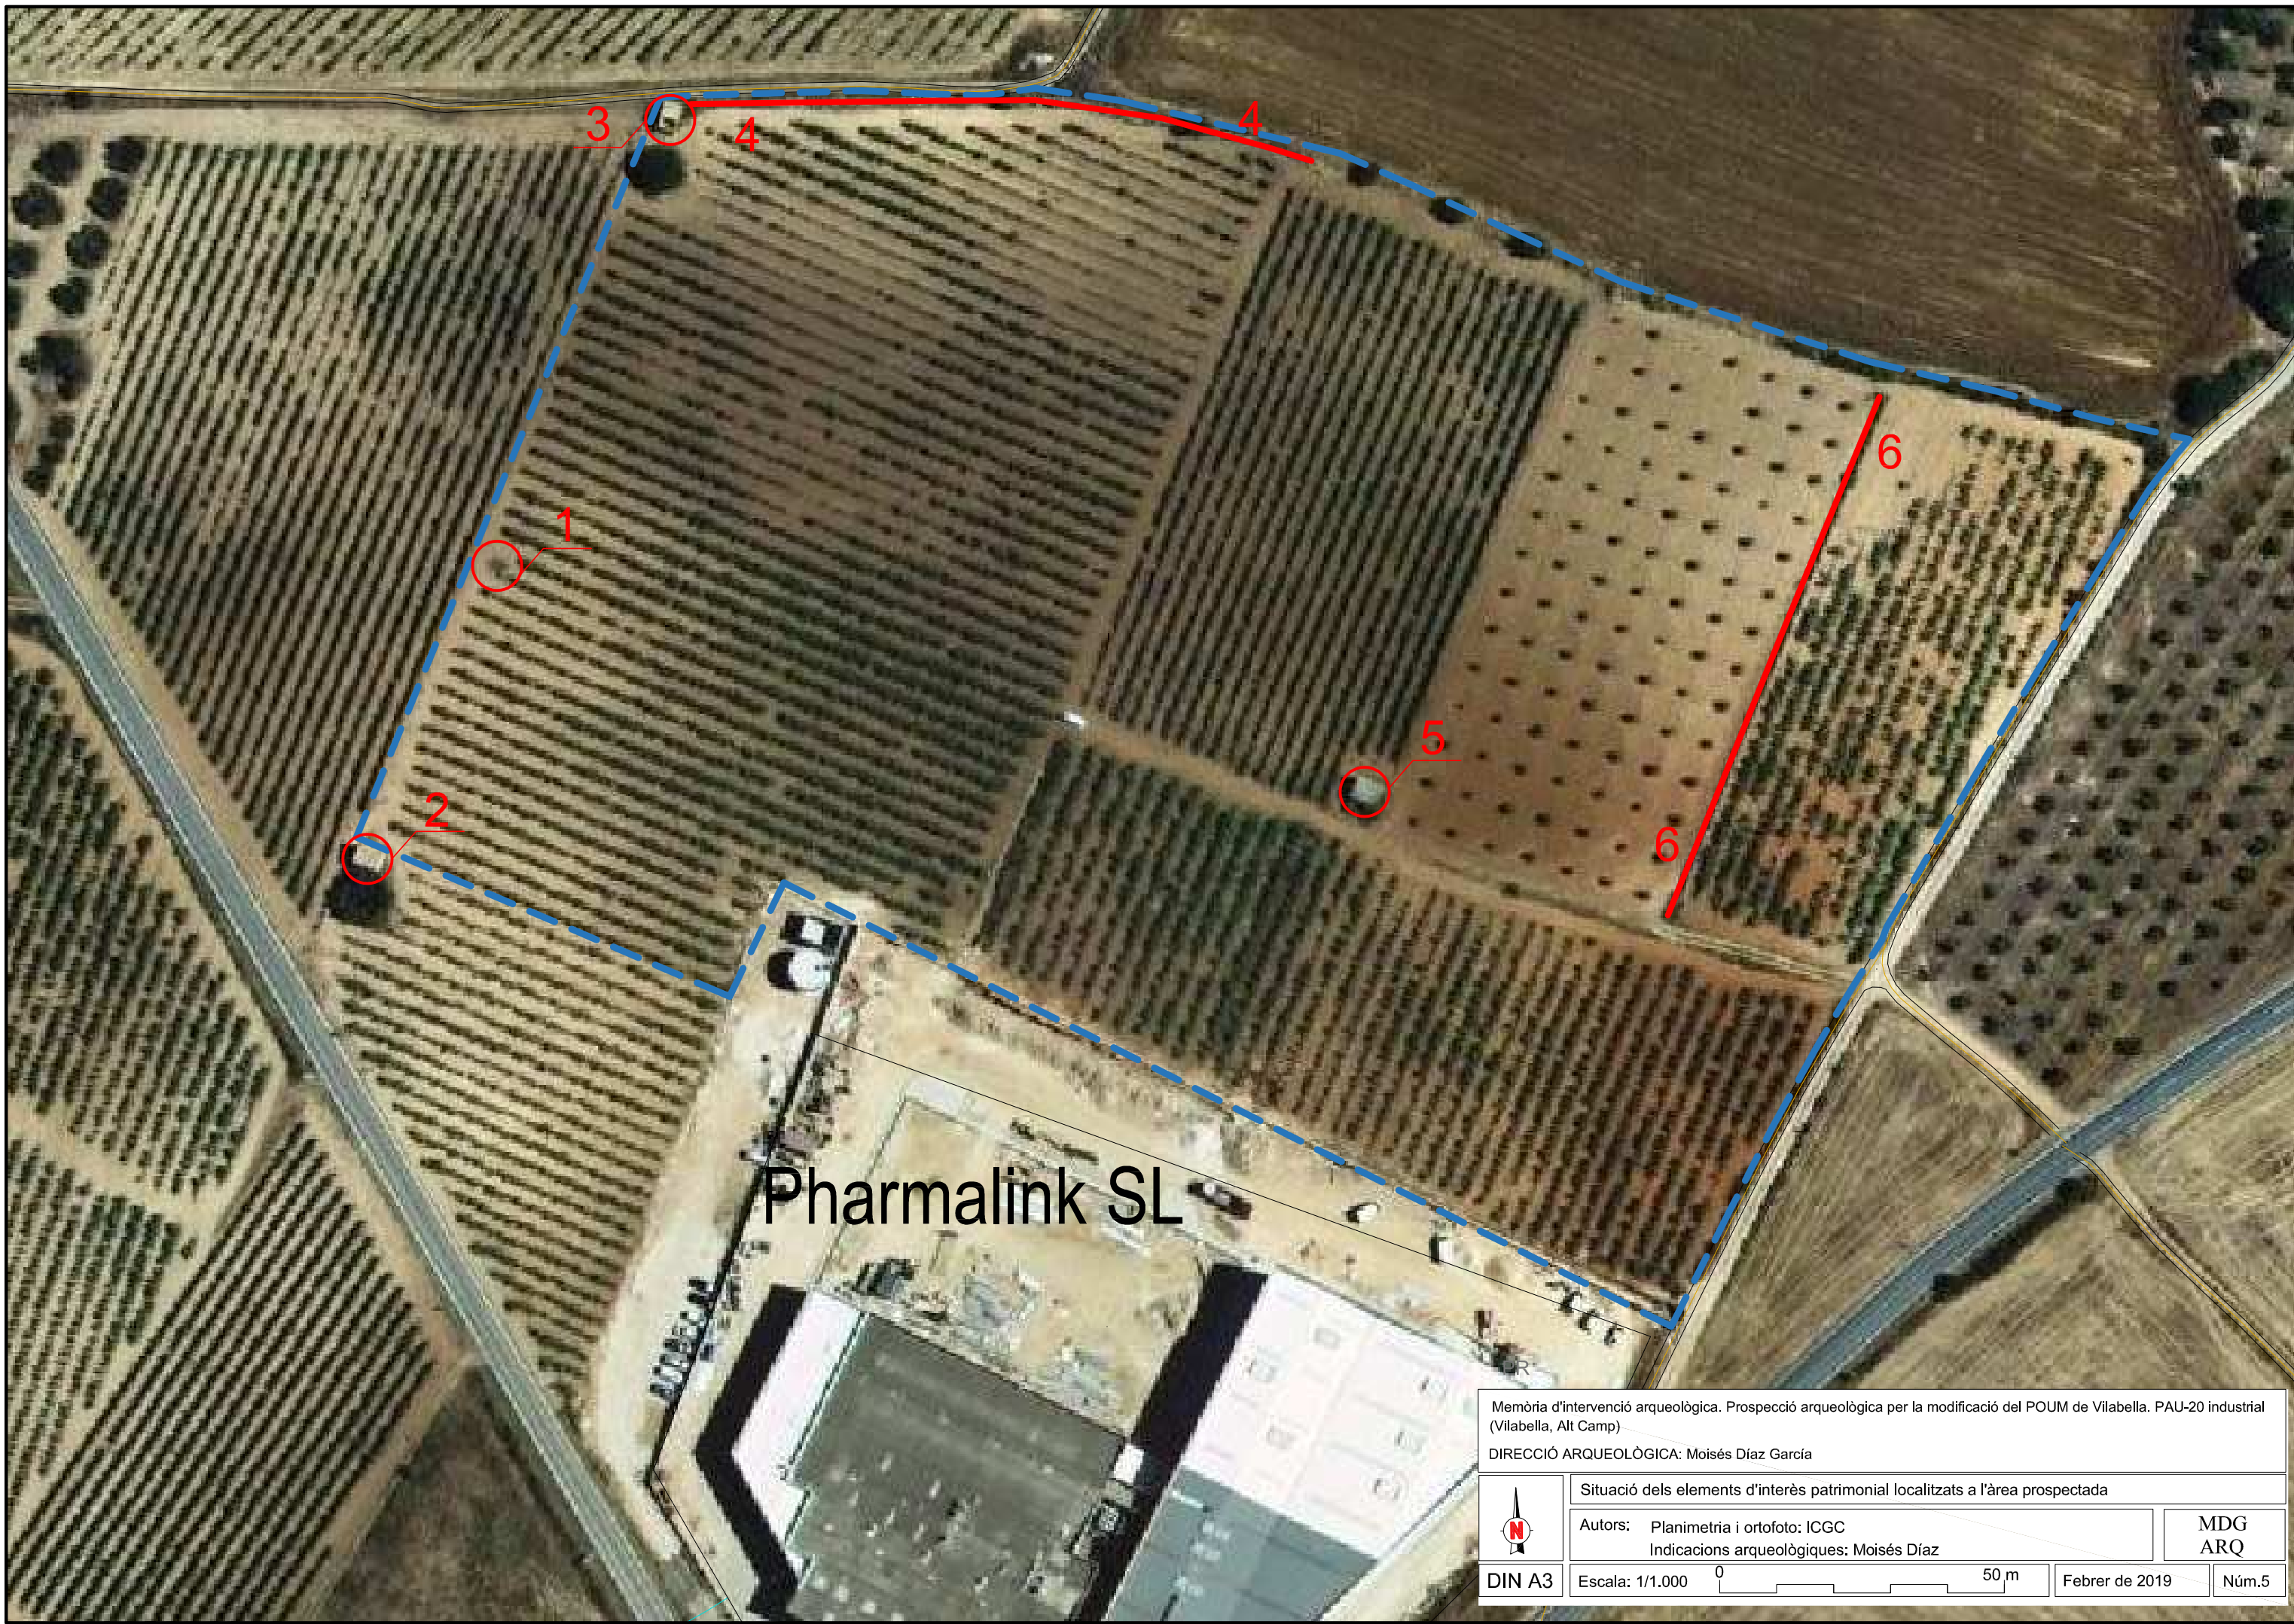 3
4
4
6
1
5
2
6
Pharmalink SL
R
Memòria d'intervenció arqueològica. Prospecció arqueològica per la modificació del POUM de Vilabella. PAU-20 industrial
(Vilabella, Alt Camp)
DIRECCIÓ ARQUEOLÒGICA: Moisés Díaz García
Situació dels elements d'interès patrimonial localitzats a l'àrea prospectada
N
Autors: Planimetria i ortofoto: ICGC
Indicacions arqueològiques: Moisés Díaz
MDG
ARQ
DIN A3
Escala: 1/1.000
0 50 m
Febrer de 2019
Núm.5